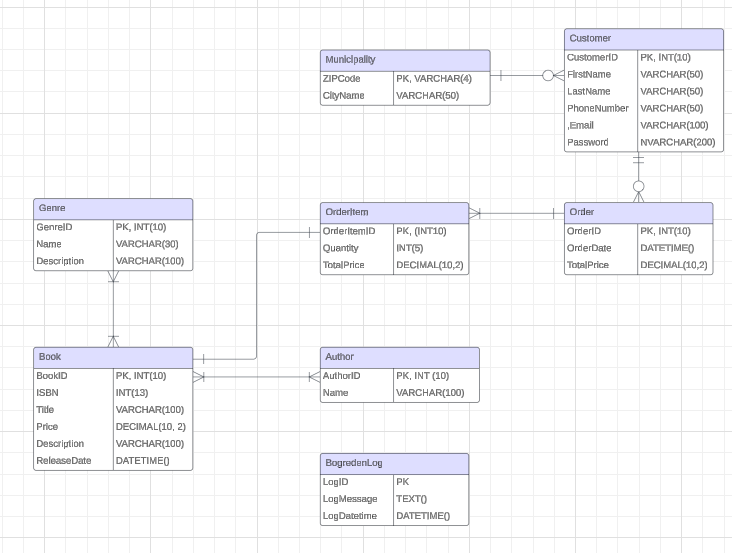 Customer
CustomerID PK, INT(10)
FirstName VARCHAR(50)
LastName VARCHAR(50)
PhoneNumber VARCHAR(50)
,Email VARCHAR(100)
Password NVARCHAR(200)
Municipality
ZIPCode PK, VARCHAR(4)
CityName VARCHAR(50)
Genre
GenreID PK, INT(10)
Name VARCHAR(30)
Description VARCHAR(100)
OrderItem
OrderItemID PK, (INT10)
Quantity INT(5)
TotalPrice DECIMAL(10,2)
Order
OrderID PK, INT(10)
OrderDate DATETIME()
TotalPrice DECIMAL(10,2)
Book
BookID PK, INT(10)
ISBN INT(13)
Title VARCHAR(100)
Price DECIMAL(10, 2)
Description VARCHAR(100)
ReleaseDate DATETIME()
Author
AuthorID PK, INT (10)
Name VARCHAR(100)
BogredenLog
LogID PK
LogMessage TEXT()
LogDatetime DATETIME()